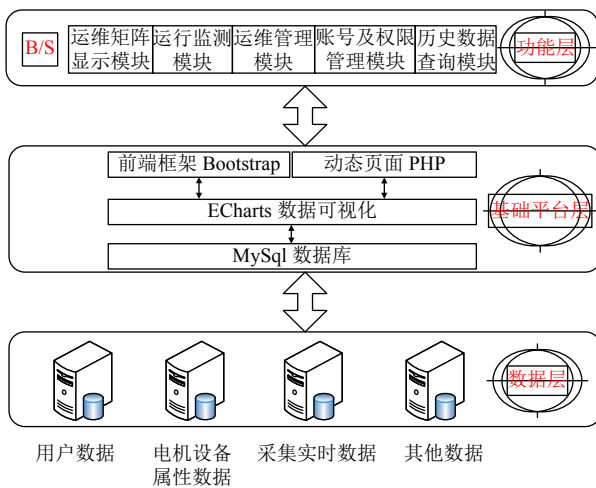 B/S
运维矩阵
显示模块
运行监测
模块
运维管理
模块
账号及权限
管理模块
历史数据
查询模块
功能层
前端框架 Bootstrap
动态页面 PHP
ECharts 数据可视化
MySql 数据库
基础平台层
数据层
用户数据
电机设备
属性数据
采集实时数据
其他数据